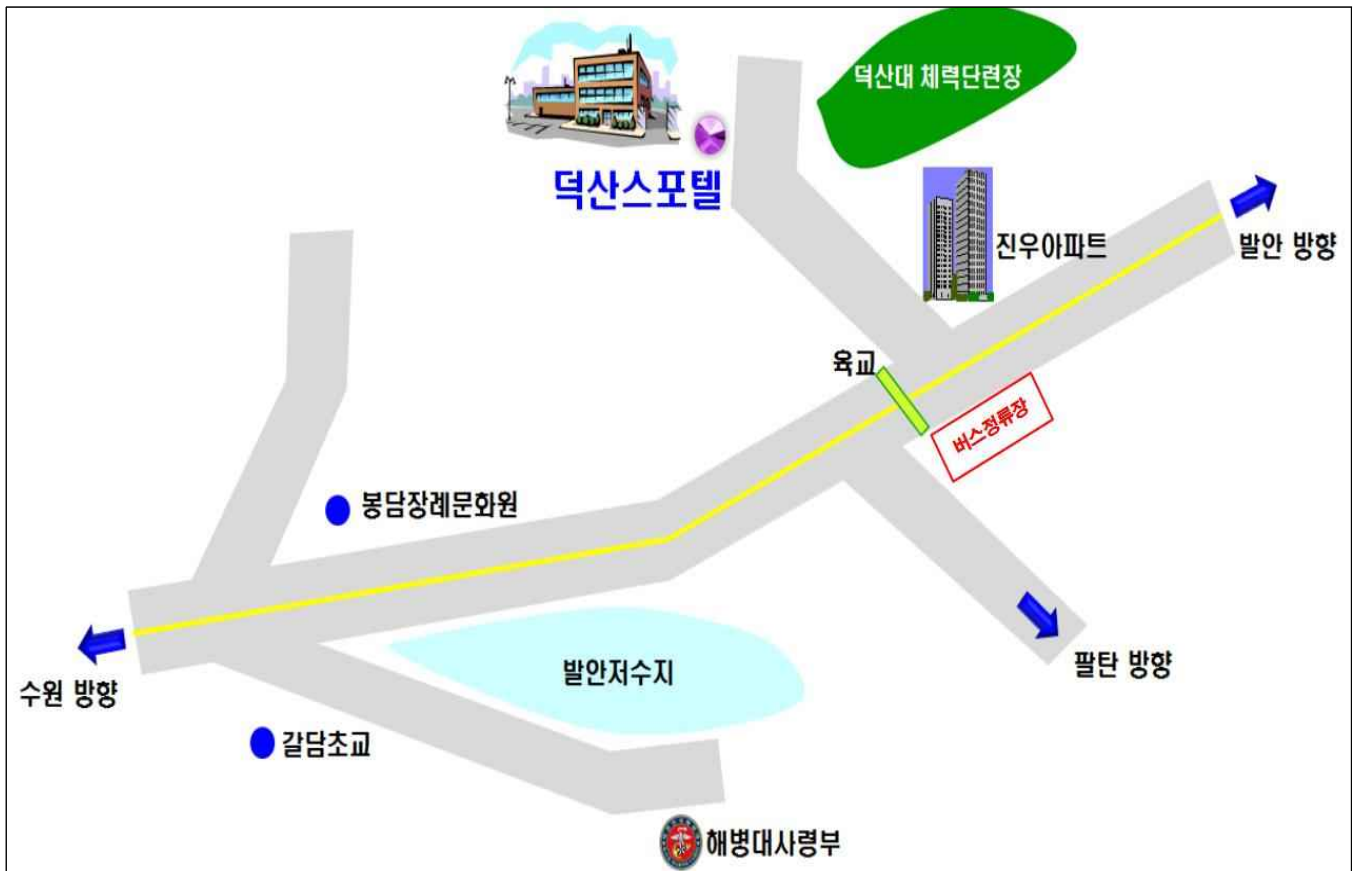 덕산대 체력단련장
덕산스포텔
진우아파트
발안 방향
육교
버스정류장
봉담장례문화원
발안저수지
팔탄 방향
수원 방향
갈담초교
해병대사령부